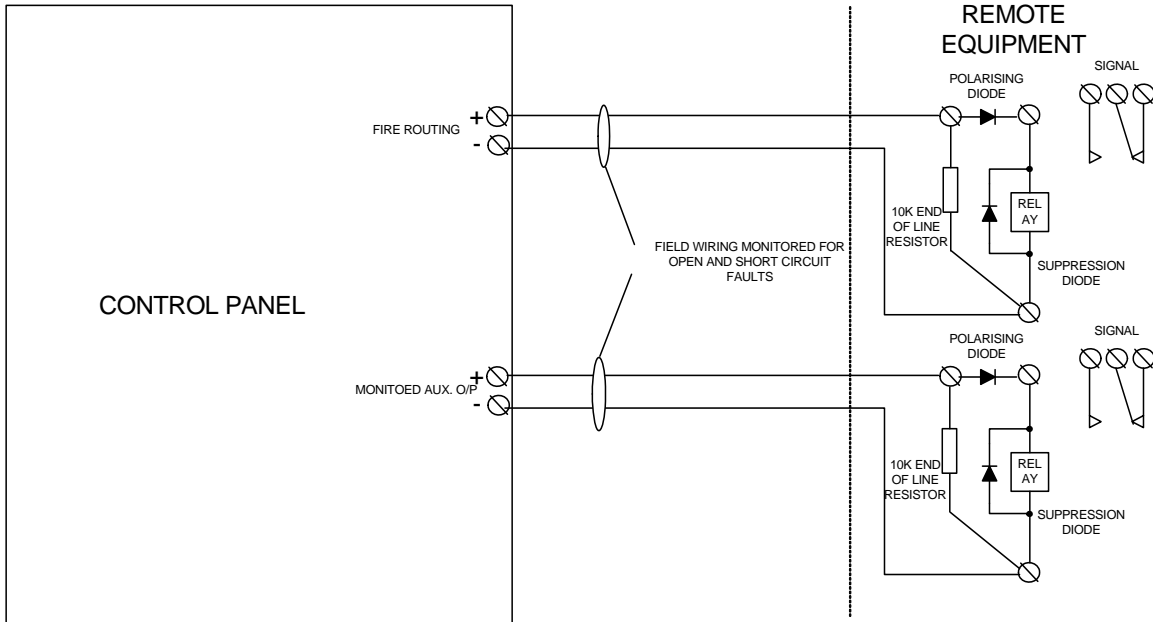 REMOTE
EQUIPMENT
POLARISING
DIODE
SIGNAL
+
FIRE ROUTING
-
10K END
OF LINE
RESISTOR
REL
AY
SUPPRESSION
DIODE
FIELD WIRING MONITORED FOR
OPEN AND SHORT CIRCUIT
FAULTS
CONTROL PANEL
POLARISING
DIODE
SIGNAL
+
MONITOED AUX. O/P
-
10K END
OF LINE
RESISTOR
REL
AY
SUPPRESSION
DIODE